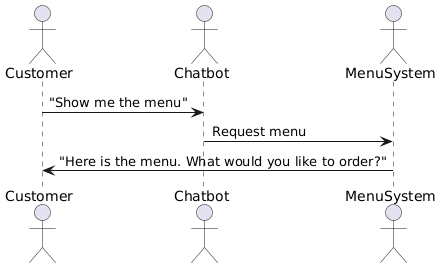 Customer Chatbot MenuSystem
"Show me the menu"
Request menu
"Here is the menu. What would you like to order?"
Customer Chatbot MenuSystem